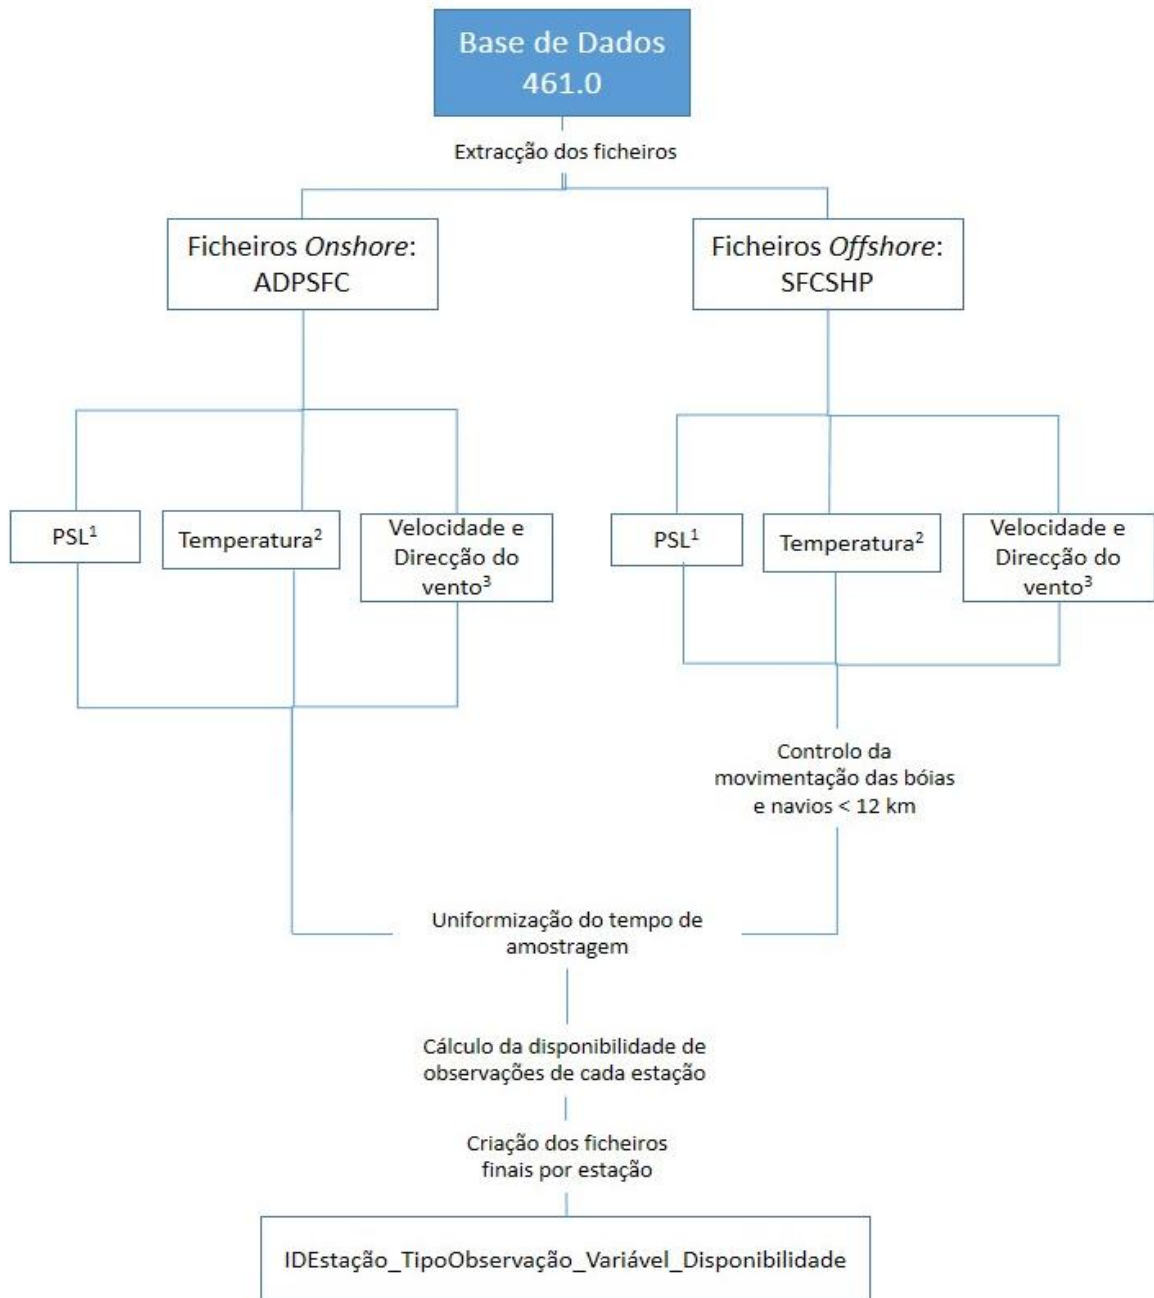 Base de Dados
461.0
Extracção dos ficheiros
Ficheiros Onshore:
ADPSFC
Ficheiros Offshore:
SFCSHP
PSL¹
Temperatura²
Velocidade e
Direcção do
vento³
PSL¹
Temperatura²
Velocidade e
Direcção do
vento³
Controlo da
movimentação das bóias
e navios < 12 km
Uniformização do tempo de
amostragem
Cálculo da disponibilidade de
observações de cada estação
Criação dos ficheiros
finais por estação
IDEstação_TipoObservação_Variável_Disponibilidade